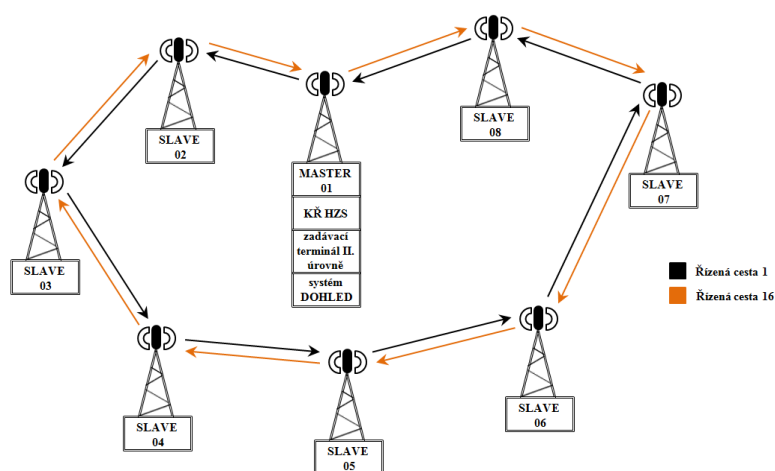 SLAVE
02
MASTER
01
KŘ HZS
zadávací
terminál II.
úrovně
systém
DOHLED
SLAVE
08
SLAVE
07
SLAVE
03
Řízená cesta 1
Řízená cesta 16
SLAVE
04
SLAVE
05
SLAVE
06